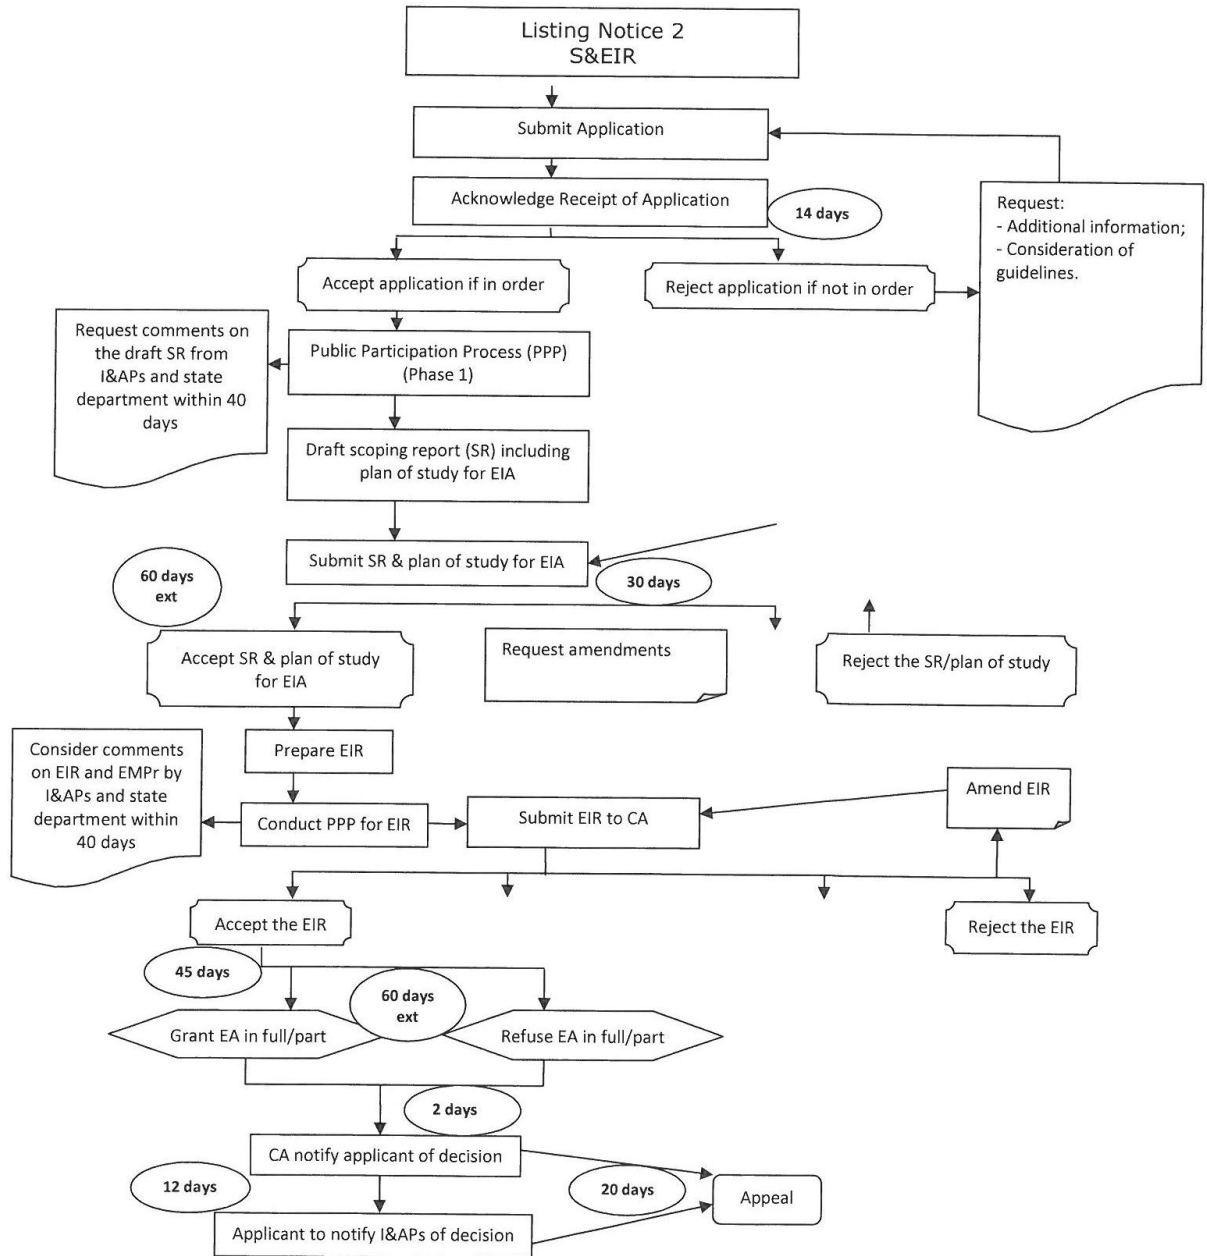 Listing Notice 2
S&EIR
Submit Application
Acknowledge Receipt of Application
14 days
Request:
- Additional information;
- Consideration of
guidelines.
Accept application if in order
Reject application if not in order
Request comments on
the draft SR from
I&APs and state
department within 40
days
Public Participation Process (PPP)
(Phase 1)
Draft scoping report (SR) including
plan of study for EIA
Submit SR & plan of study for EIA
60 days
ext
30 days
Accept SR & plan of study
for EIA
Request amendments
Reject the SR/plan of study
Prepare EIR
Consider comments
on EIR and EMPr by
I&APs and state
department within
40 days
Conduct PPP for EIR
Submit EIR to CA
Amend EIR
Accept the EIR
Reject the EIR
45 days
60 days
ext
Grant EA in full/part
Refuse EA in full/part
2 days
CA notify applicant of decision
12 days
20 days
Appeal
Applicant to notify I&APs of decision